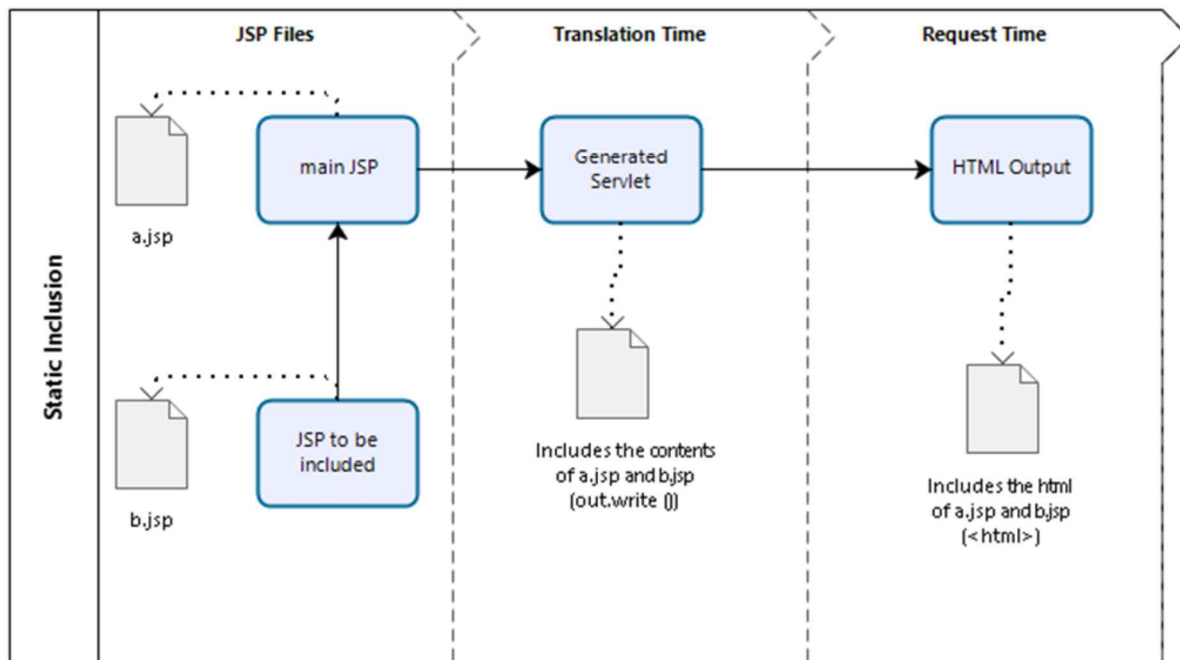 JSP Files
Translation Time
Request Time
Static Inclusion
a.jsp
main JSP
Generated
Servlet
HTML Output
b.jsp
JSP to be
included
Includes the contents
of a.jsp and b.jsp
(out.write ())
Includes the html
of a.jsp and b.jsp
(<html>)